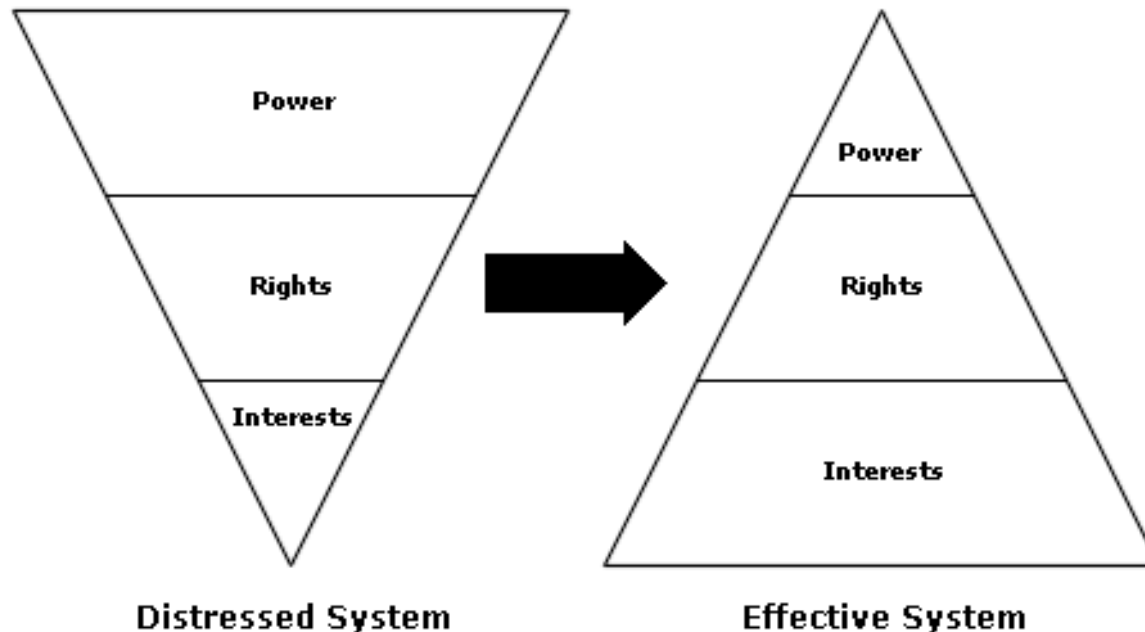 Power
Rights
Interests
Distressed System
Power
Rights
Interests
Effective System